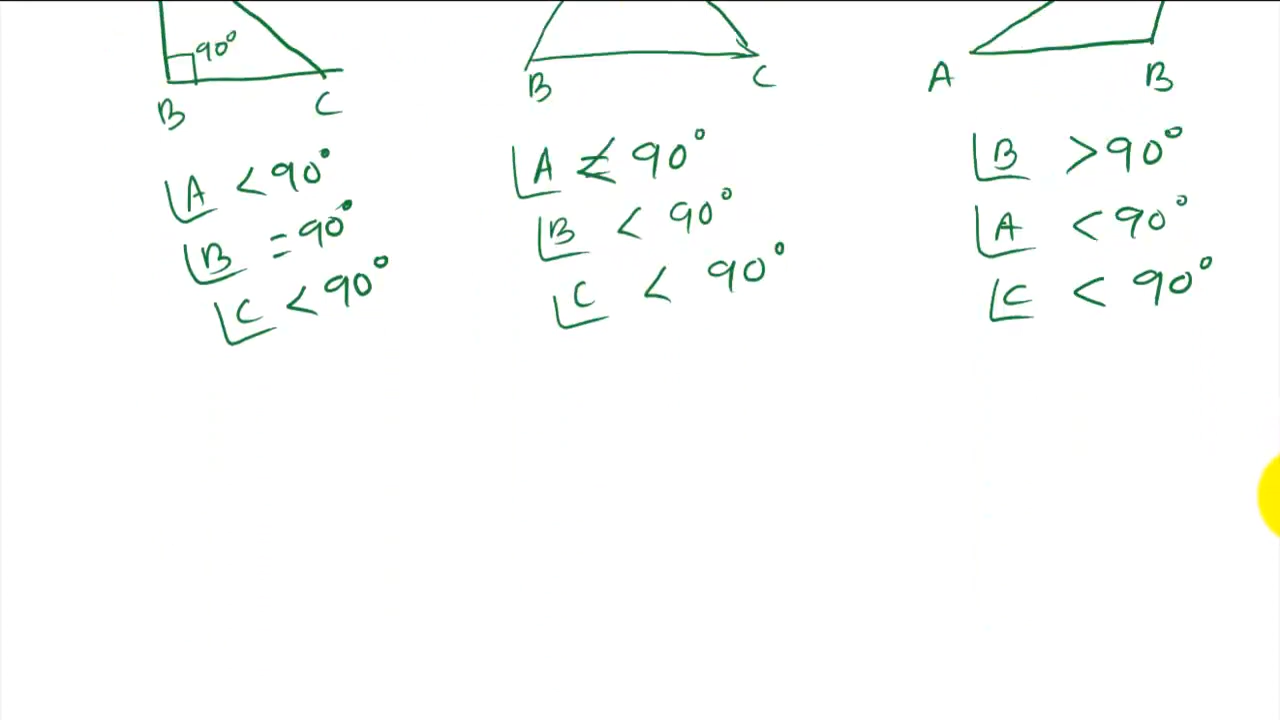 90°
B C
B C
A B
∠A < 90°
∠B = 90°
∠C < 90°
∠A < 90°
∠B < 90°
∠C < 90°
∠B > 90°
∠A < 90°
∠C < 90°